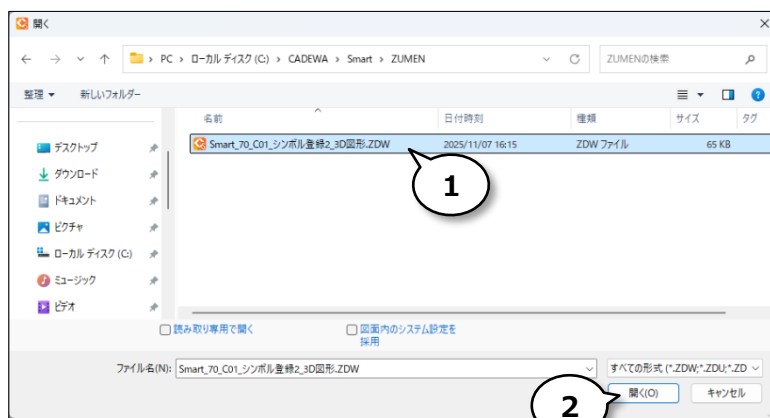 開く
PC > ローカル ディスク (C:) > CADEWA > Smart > ZUMEN
ZUMENの検索
整理 新しいフォルダー
名前 日付時刻 種類 サイズ タグ
Smart_70_C01_シンボル登録2_3D図形.ZDW 2025/11/07 16:15 ZDW ファイル 65 KB
1
デスクトップ
ダウンロード
ドキュメント
ピクチャ
ローカル ディスク (C:)
ミュージック
ビデオ
読み取り専用で開く
図面内のシステム設定を
採用
ファイル名(N): Smart_70_C01_シンボル登録2_3D図形.ZDW
すべての形式 (*.ZDW;*.ZDU;*.ZD
開く(O) キャンセル
2